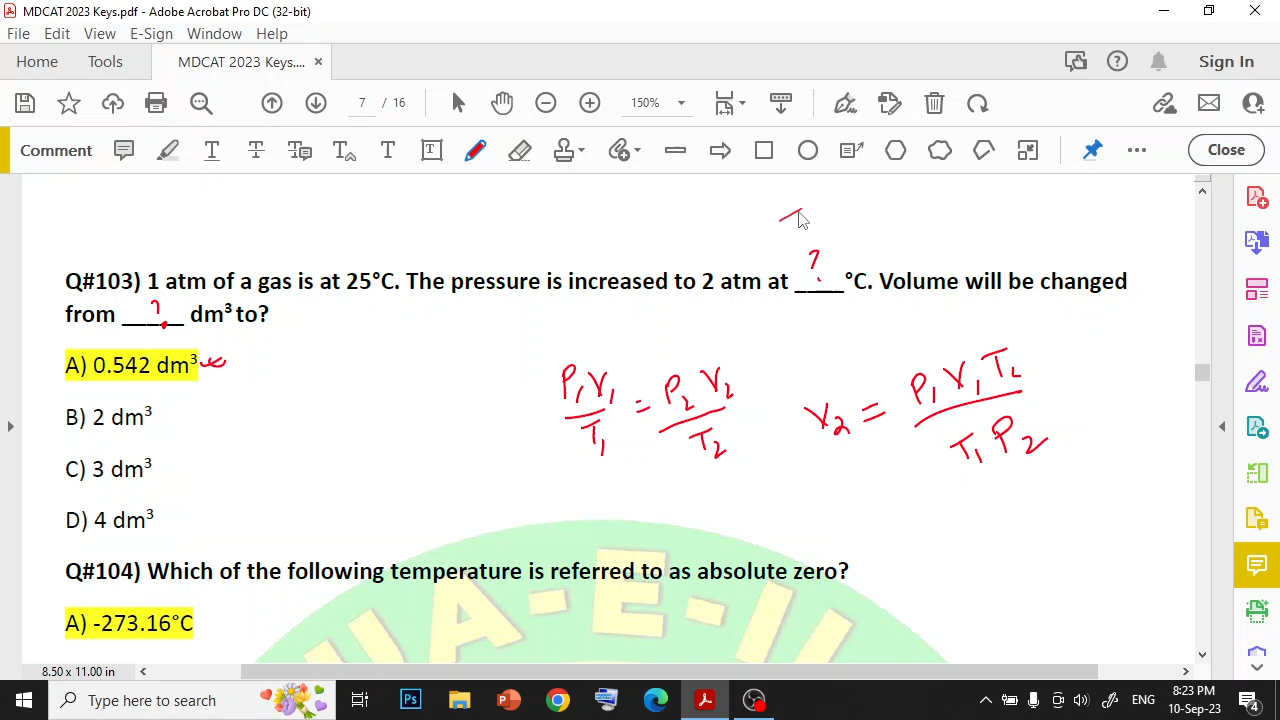 MDCAT 2023 Keys.pdf - Adobe Acrobat Pro DC (32-bit)
File Edit View E-Sign Window Help
Home Tools MDCAT 2023 Keys.... × Sign In
7 / 16 150%
Comment Close
T
?
Q#103) 1 atm of a gas is at 25°C. The pressure is increased to 2 atm at ____°C. Volume will be changed
?
from _____ dm³ to?
A) 0.542 dm³
P₁V₁/T₁ = P₂V₂/T₂ V₂ = P₁V₁T₂/T₁P₂
B) 2 dm³
C) 3 dm³
D) 4 dm³
Q#104) Which of the following temperature is referred to as absolute zero?
A) -273.16°C
UA-E-U
8.50 x 11.00 in
Type here to search Ps ENG 8:23 PM
10-Sep-23 4